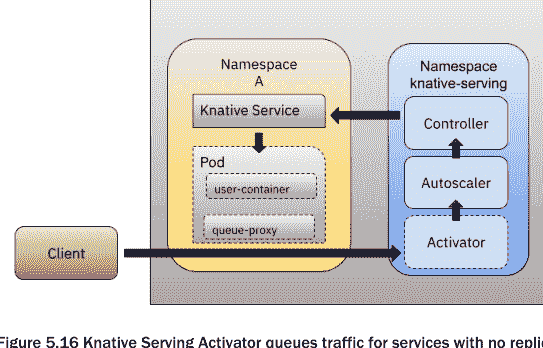 Namespace
A
Knative Service
Pod
user-container
queue-proxy
Namespace
knative-serving
Controller
Autoscaler
Activator
Client
Figure 5.16 Knative Serving Activator queues traffic for services with no